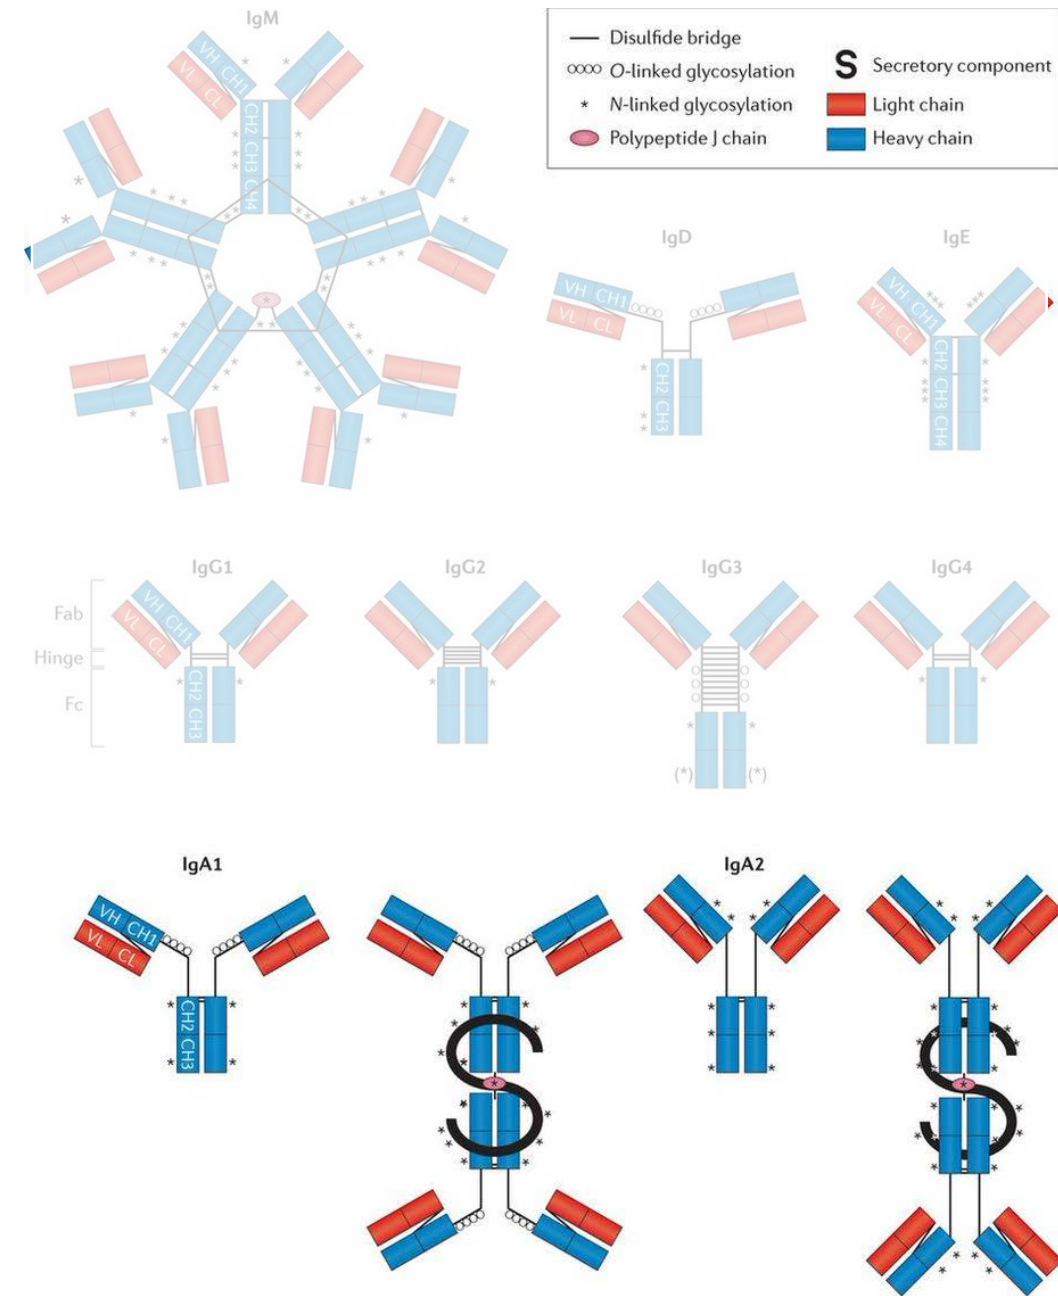 IgM
VH CH1
VL CL
CH2 CH3 CH4
Disulfide bridge
O-linked glycosylation
* N-linked glycosylation
Polypeptide J chain
S Secretory component
Light chain
Heavy chain
IgD
VH CH1
VL CL
CH2 CH3
IgE
VH CH1
VL CL
CH2 CH3 CH4
IgG1
IgG2
IgG3
IgG4
Fab
Hinge
Fc
VH CH1
VL CL
CH2 CH3
(*) (*)
IgA1
IgA2
VH CH1
VL CL
CH2 CH3